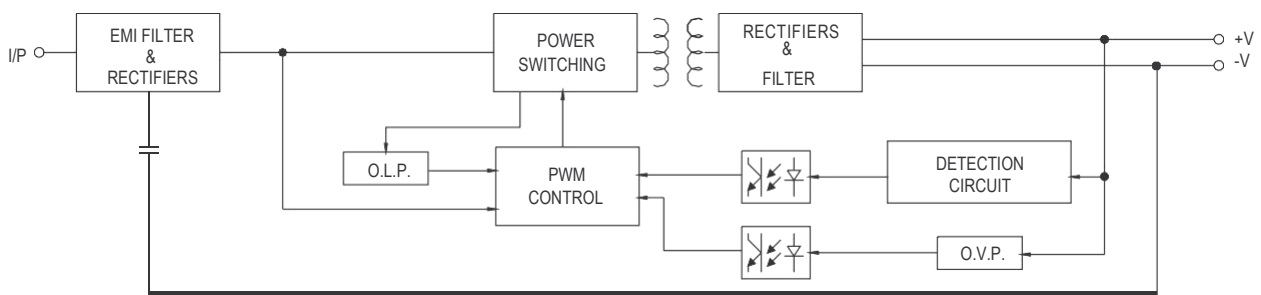 I/P
EMI FILTER
&
RECTIFIERS
POWER
SWITCHING
RECTIFIERS
&
FILTER
+V
-V
O.L.P.
PWM
CONTROL
DETECTION
CIRCUIT
O.V.P.